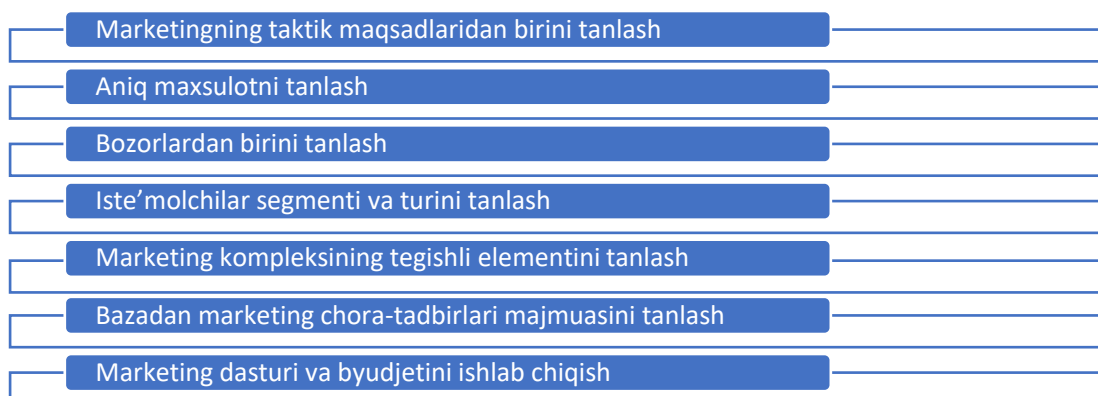 Marketingning taktik maqsadlaridan birini tanlash
Aniq maxsulotni tanlash
Bozorlardan birini tanlash
Iste’molchilar segmenti va turini tanlash
Marketing kompleksining tegishli elementini tanlash
Bazadan marketing chora-tadbirlari majmuasini tanlash
Marketing dasturi va byudjetini ishlab chiqish